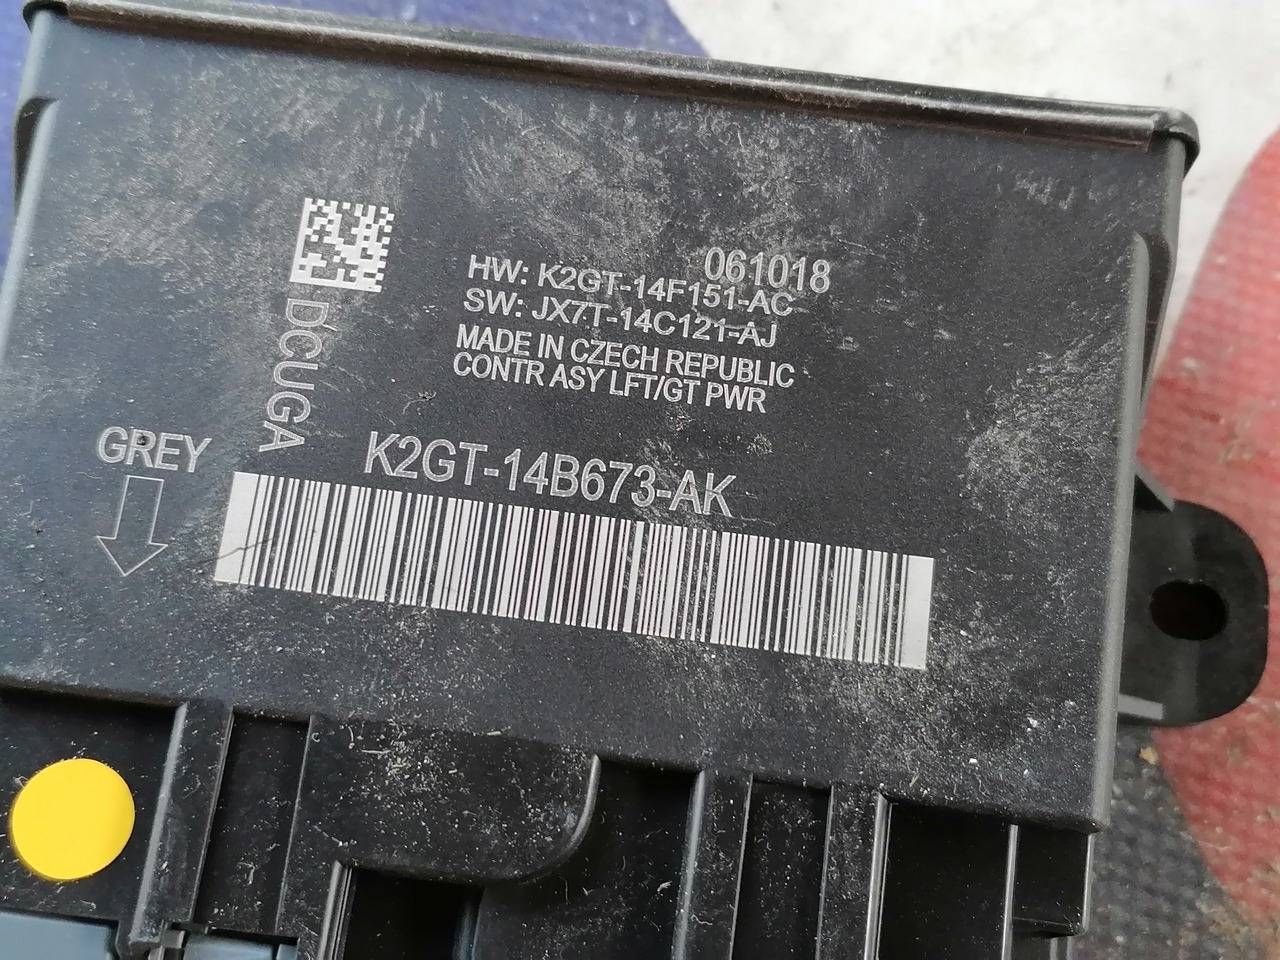 061018
HW: K2GT-14F151-AC
SW: JX7T-14C121-AJ
MADE IN CZECH REPUBLIC
CONTR ASY LFT/GT PWR
DCUGA
GREY
K2GT-14B673-AK